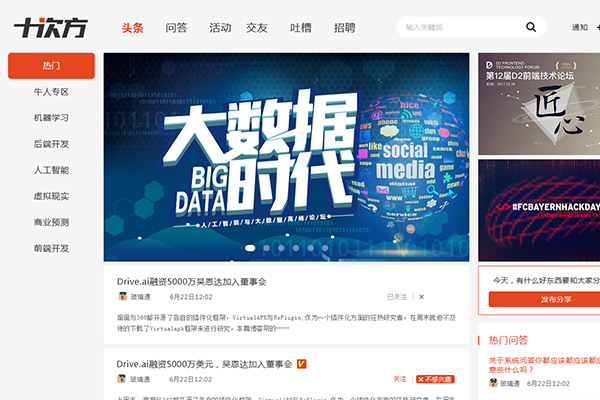 十次方
头条 问答 活动 交友 吐槽 招聘
输入关键词
通知
热门
牛人专区
机器学习
后端开发
人工智能
虚拟现实
商业预测
前端开发
大数据
时代
BIG
DATA
人工智能与大数据高峰论坛
social
media
nice
web
blog
digital
D2 FRONTEND
TECHNOLOGY FORUM
第12届D2前端技术论坛
匠心
#FCBAYERNHACKDAY
Drive.ai融资5000万吴恩达加入董事会
玻璃通 6月22日12:02
已关注 | ×
滴滴与360都开源了各自的插件化框架，VirtualAPK与RePlugin,作为一个插件化方面的狂热研究者，在周末就迫不及
待的下载了Virtualapk框架来进行研究，本篇博客带的……
Drive.ai融资5000万美元，吴恩达加入董事会
玻璃通 6月22日12:02
关注 | × 不感兴趣
今天，有什么好东西要和大家分
发布分享
热门问答
关于系统问答你都应该都应该都应
意些什么吗？
玻璃通 6月22日12:02